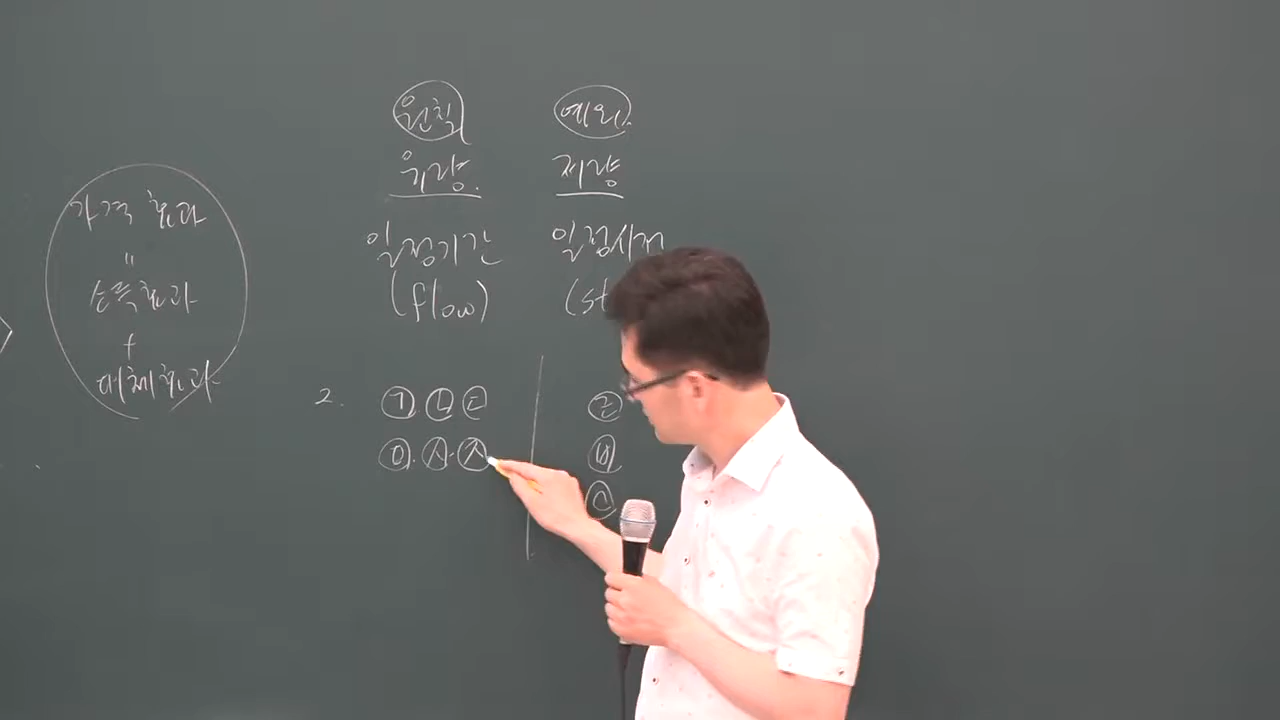 가격효과
"
소득효과
+
대체효과
원칙 예외.
유량. 저량
일정기간 일정시
(flow) (st
2. ㉠ ㉡ ㉢ ㉣
㉤. ㉦. ㉨ ㉥